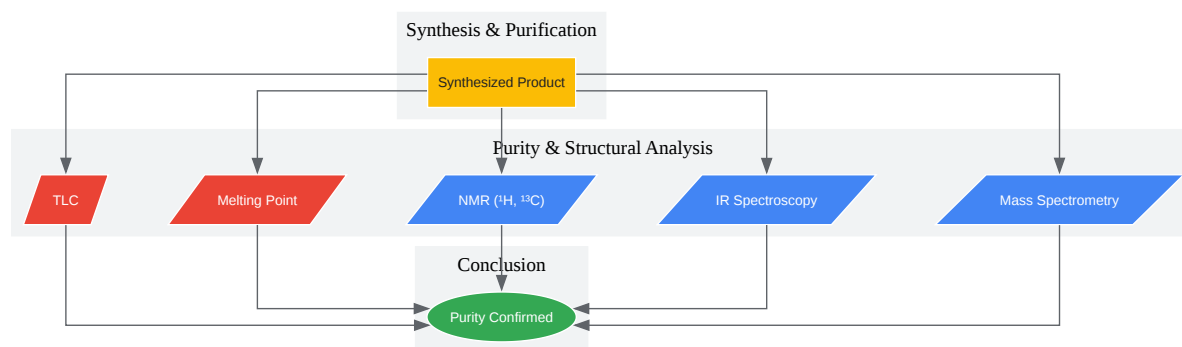 Synthesis & Purification
Synthesized Product
Purity & Structural Analysis
TLC
Melting Point
NMR (¹H, ¹³C)
IR Spectroscopy
Mass Spectrometry
Conclusion
Purity Confirmed